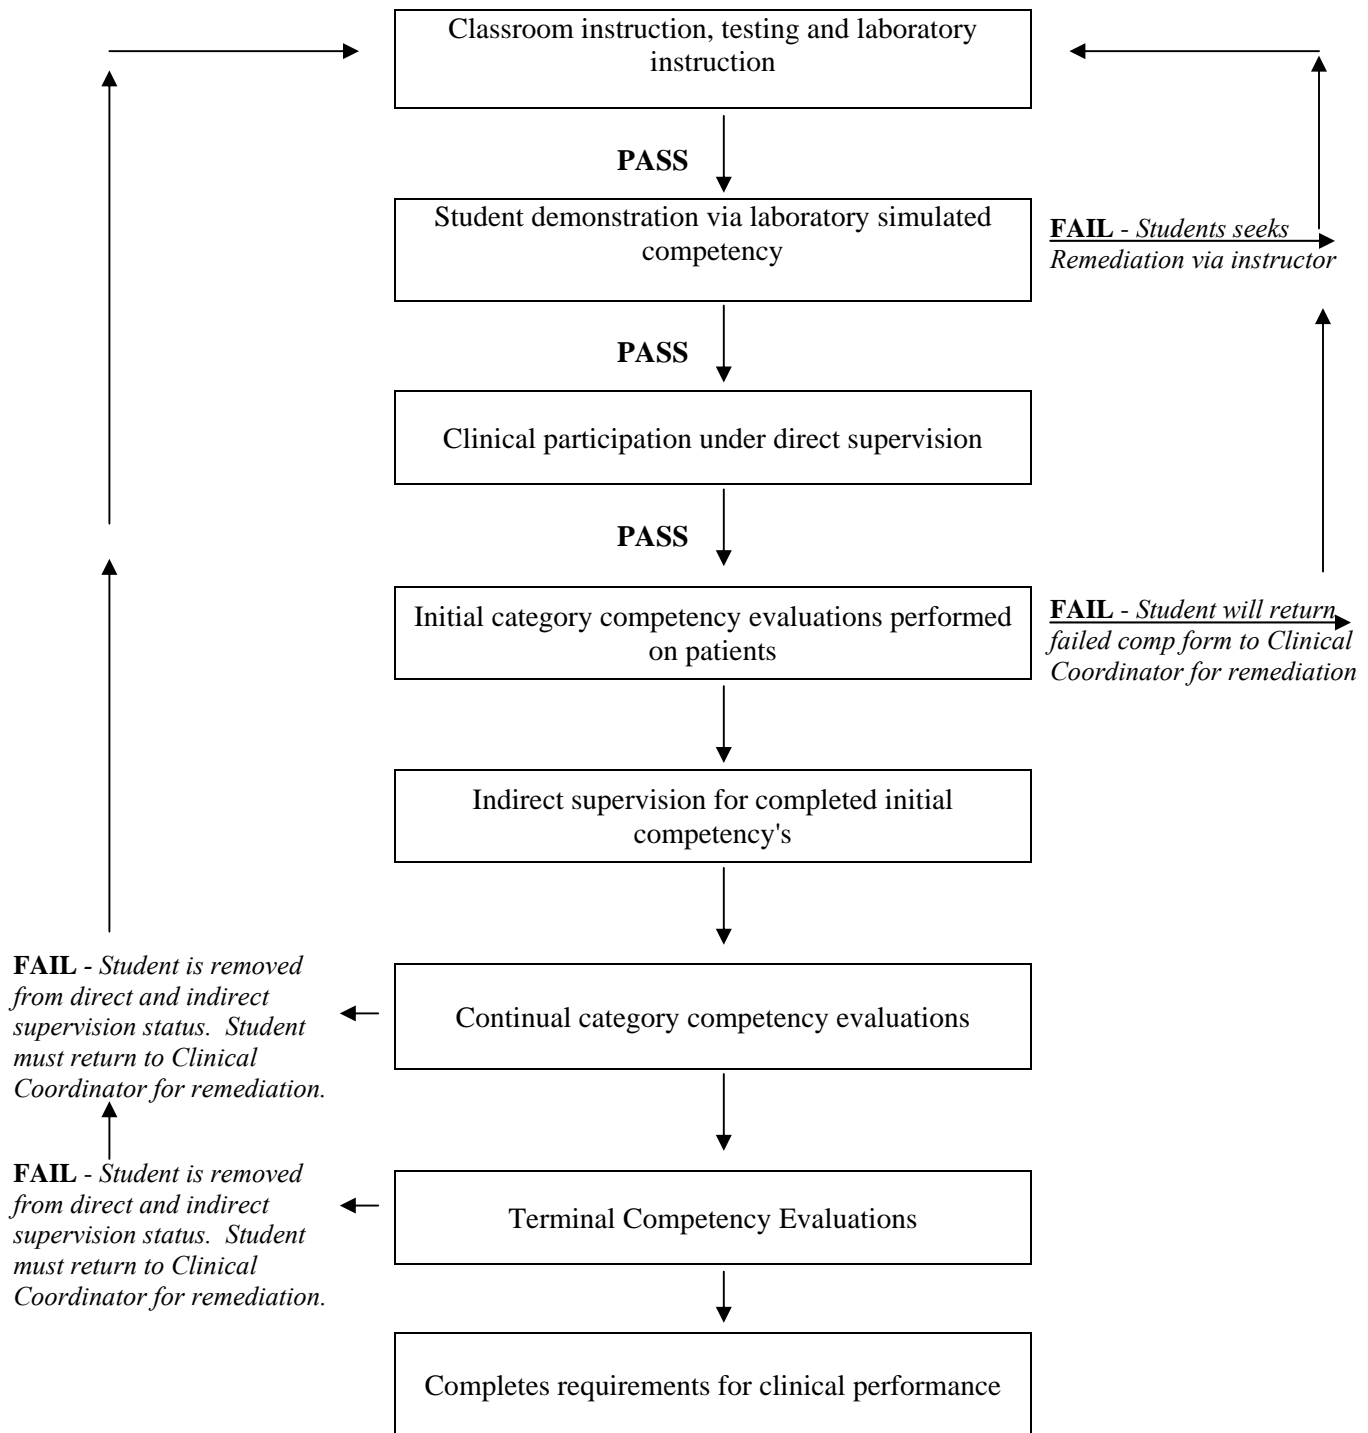 Classroom instruction, testing and laboratory
instruction
PASS
Student demonstration via laboratory simulated
competency
FAIL - Students seeks
Remediation via instructor
PASS
Clinical participation under direct supervision
PASS
Initial category competency evaluations performed
on patients
FAIL - Student will return
failed comp form to Clinical
Coordinator for remediation
Indirect supervision for completed initial
competency's
FAIL - Student is removed
from direct and indirect
supervision status.  Student
must return to Clinical
Coordinator for remediation.
Continual category competency evaluations
FAIL - Student is removed
from direct and indirect
supervision status.  Student
must return to Clinical
Coordinator for remediation.
Terminal Competency Evaluations
Completes requirements for clinical performance